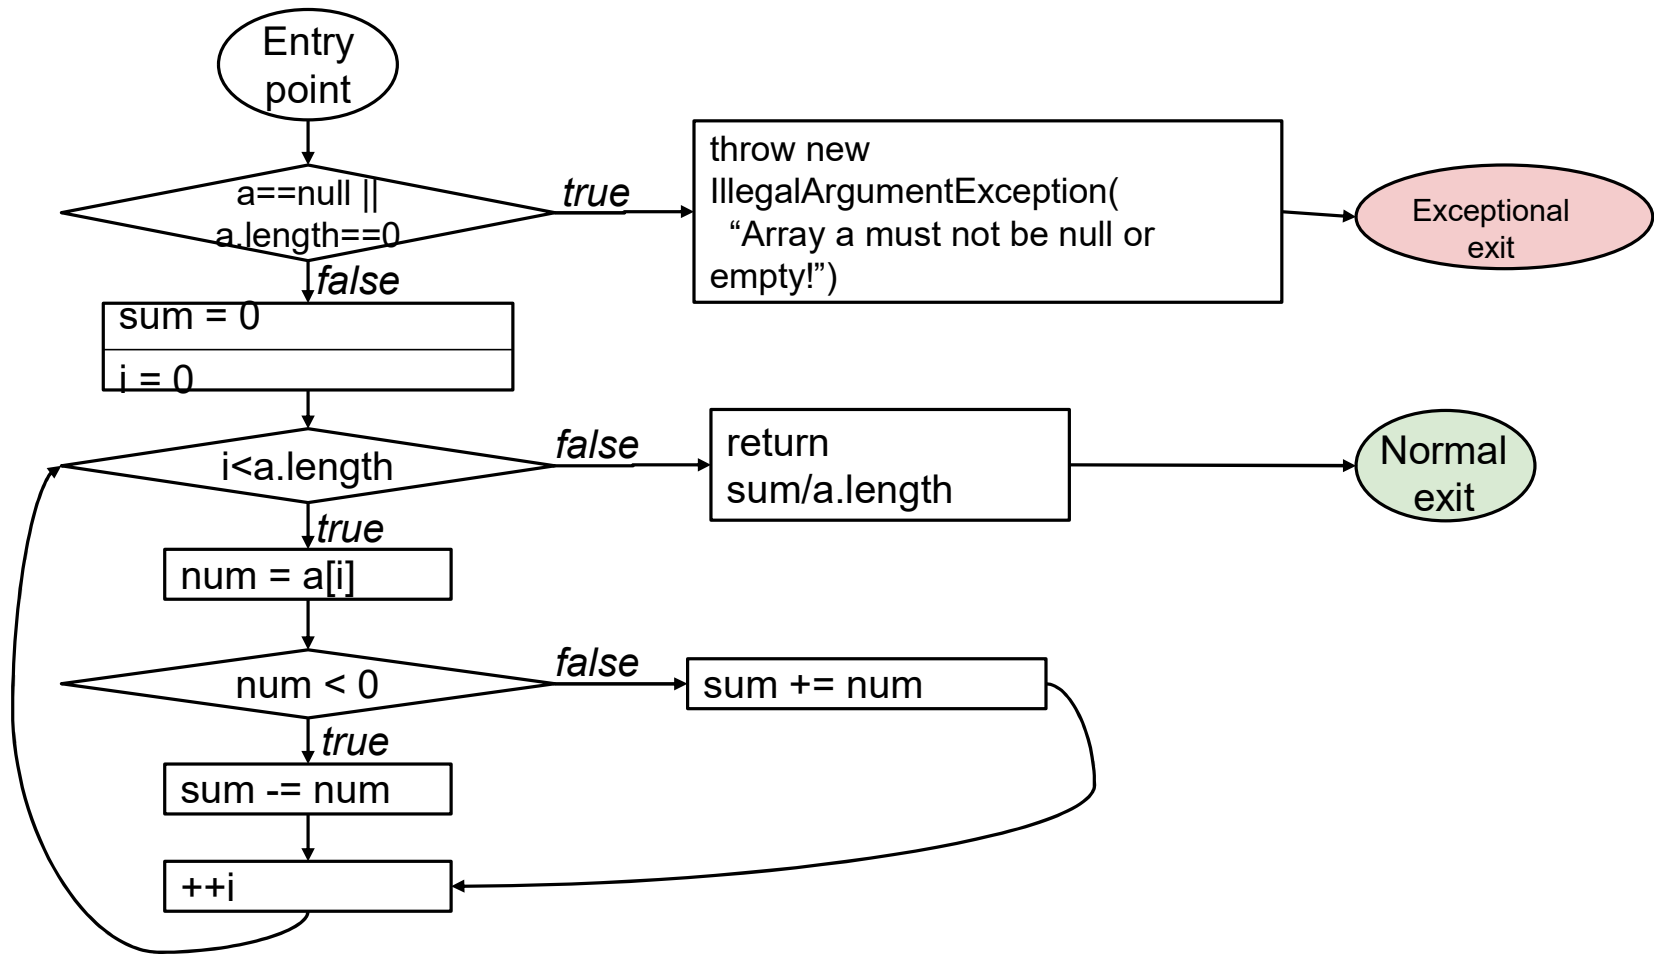 Entry
point
a==null ||
a.length==0
true
throw new
IllegalArgumentException(
“Array a must not be null or
empty!”)
Exceptional
exit
false
sum = 0
i = 0
i<a.length
false
return
sum/a.length
Normal
exit
true
num = a[i]
num < 0
false
sum += num
true
sum -= num
++i